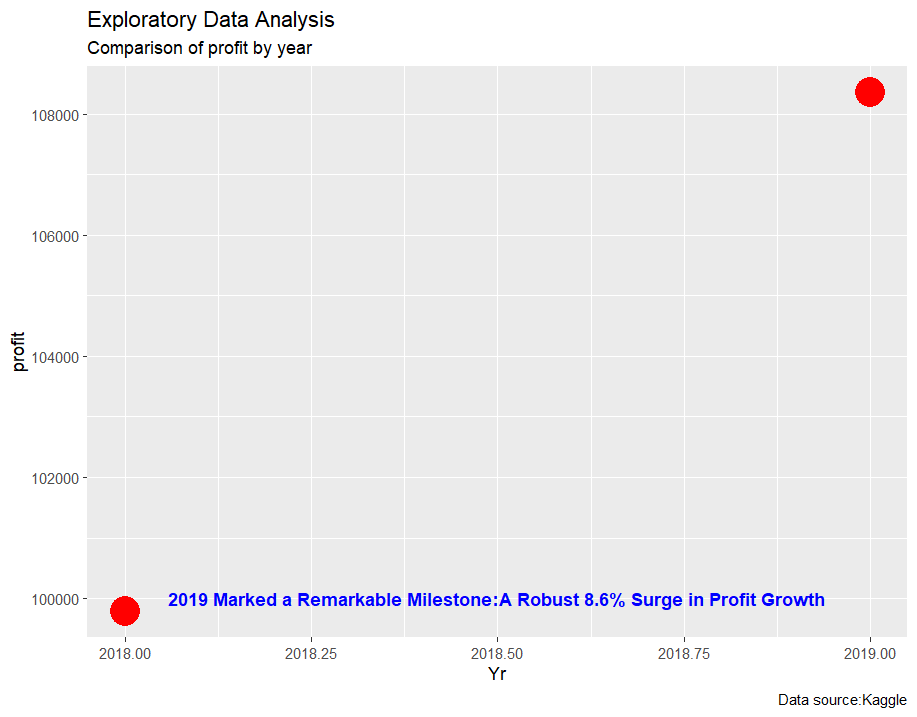 Exploratory Data Analysis
Comparison of profit by year
108000
106000
104000
102000
100000
profit
2019 Marked a Remarkable Milestone:A Robust 8.6% Surge in Profit Growth
2018.00 2018.25 2018.50 2018.75 2019.00
Yr
Data source:Kaggle